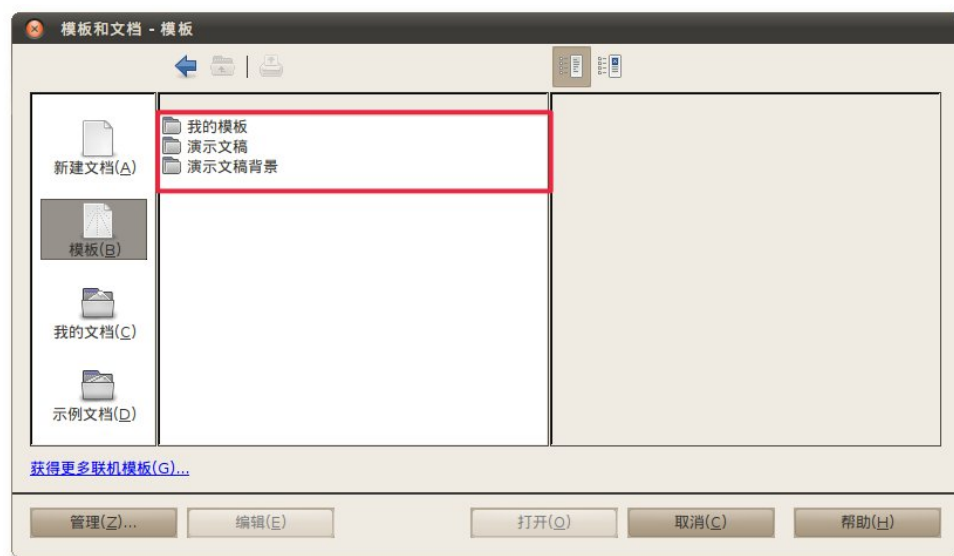 模板和文档 - 模板
我的模板
演示文稿
演示文稿背景
新建文档(A)
模板(B)
我的文档(C)
示例文档(D)
获得更多联机模板(G)...
管理(Z)... 编辑(E) 打开(O) 取消(C) 帮助(H)